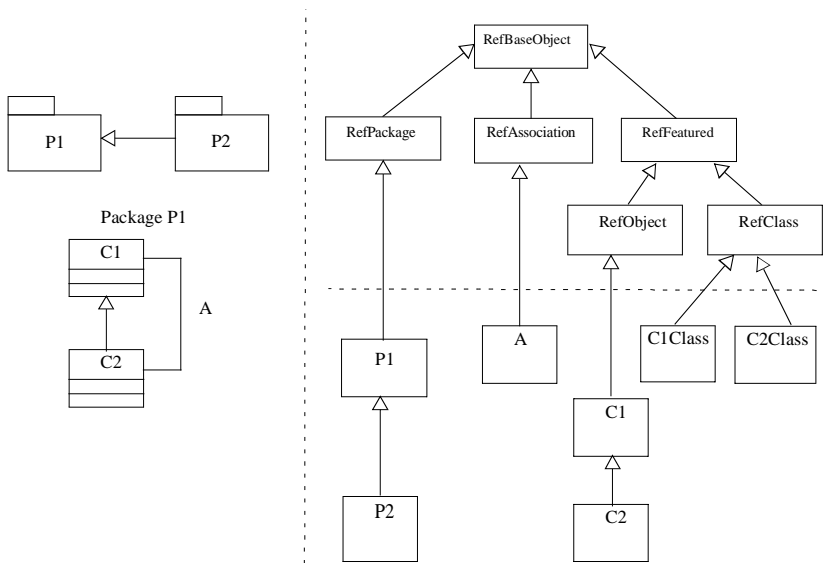 P1
P2
Package P1
C1
A
C2
RefBaseObject
RefPackage
RefAssociation
RefFeatured
RefObject
RefClass
P1
A
C1Class
C2Class
C1
P2
C2